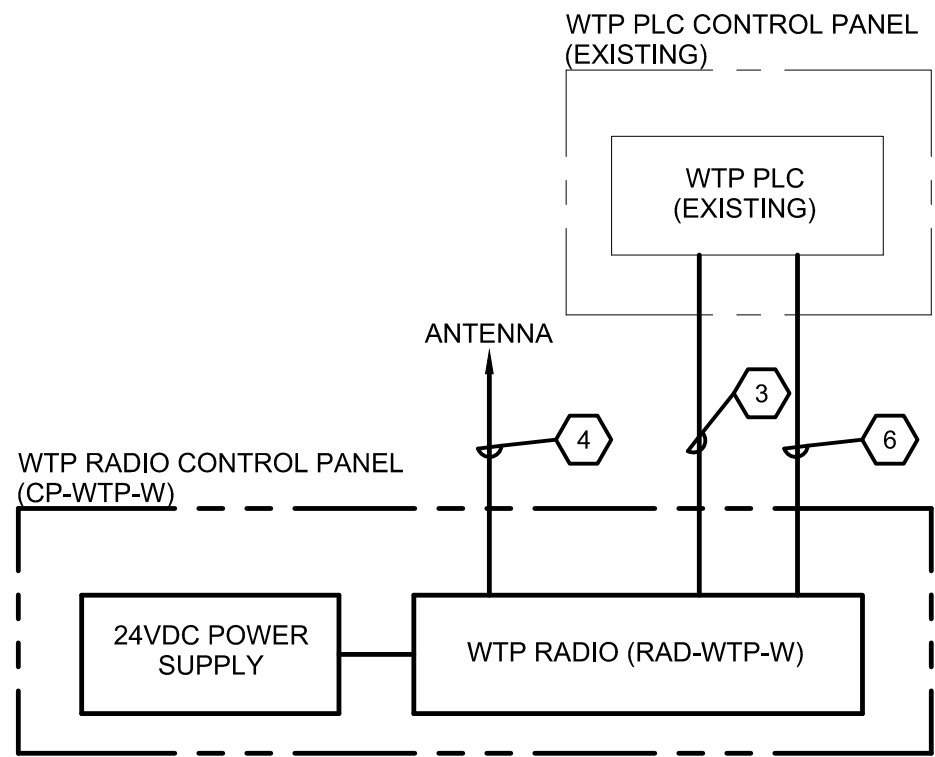 WTP PLC CONTROL PANEL
(EXISTING)
WTP PLC
(EXISTING)
ANTENNA
3
4
6
WTP RADIO CONTROL PANEL
(CP-WTP-W)
24VDC POWER
SUPPLY
WTP RADIO (RAD-WTP-W)